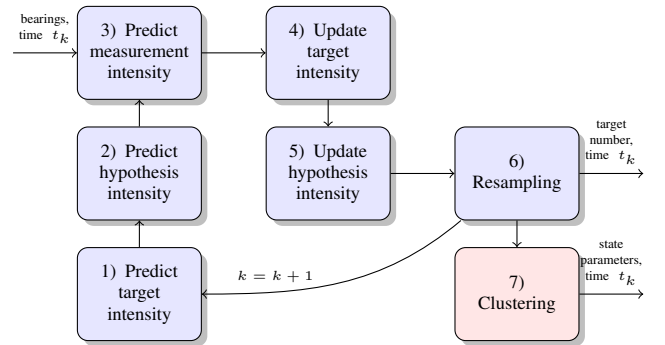 bearings,
time t_k
3) Predict
measurement
intensity
4) Update
target
intensity
2) Predict
hypothesis
intensity
5) Update
hypothesis
intensity
6)
Resampling
target
number,
time t_k
1) Predict
target
intensity
k = k + 1
7)
Clustering
state
parameters,
time t_k